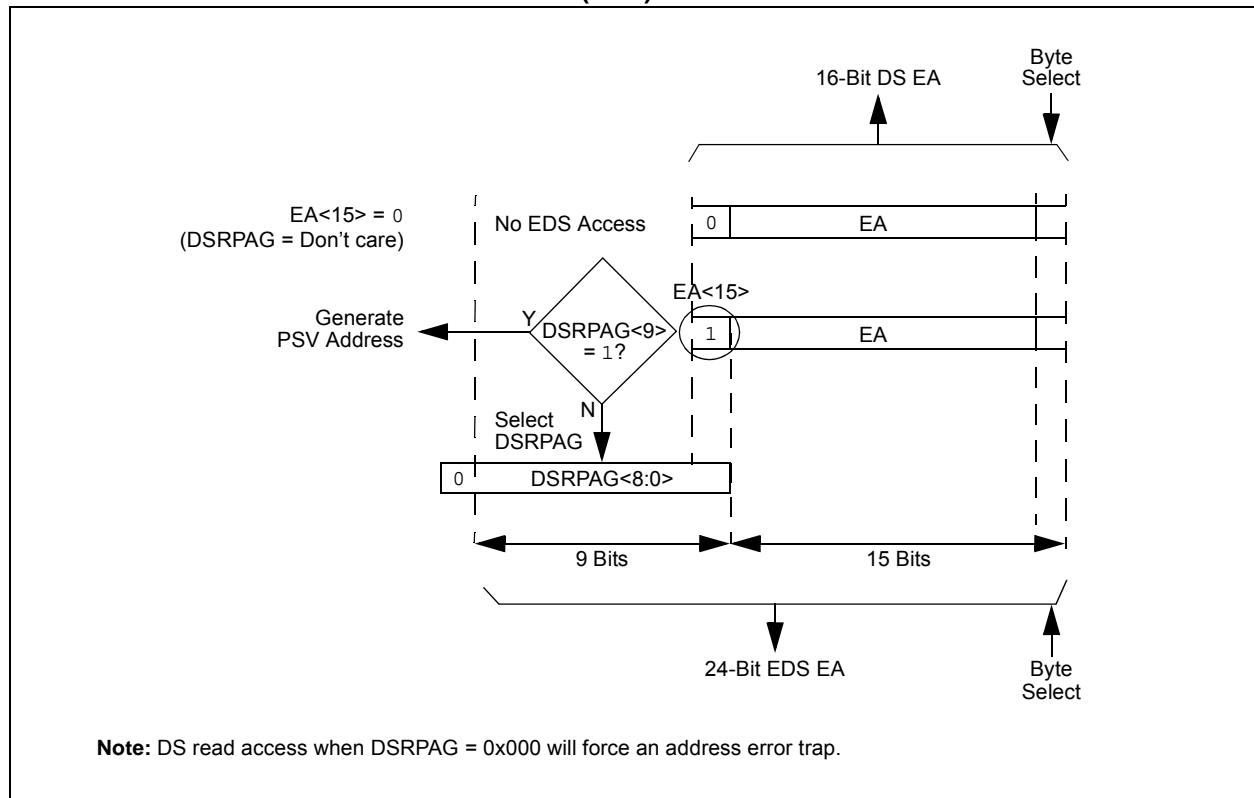 16-Bit DS EA
Byte
Select
EA<15> = 0
(DSRPAG = Don't care)
No EDS Access
0
EA
EA<15>
Generate
PSV Address
Y
DSRPAG<9>
= 1?
1
EA
N
Select
DSRPAG
0
DSRPAG<8:0>
9 Bits
15 Bits
24-Bit EDS EA
Byte
Select
Note: DS read access when DSRPAG = 0x000 will force an address error trap.